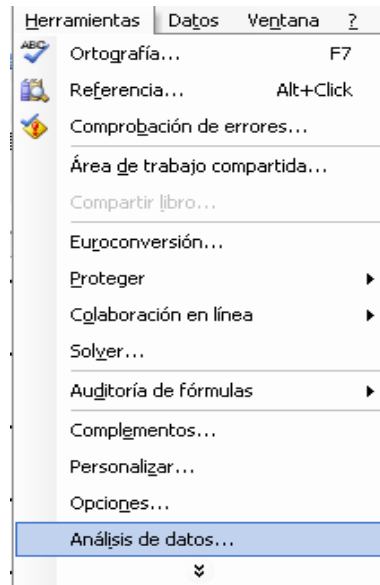 Herramientas Datos Ventana ?
ABC Ortografía... F7
Referencia... Alt+Click
Comprobación de errores...
Área de trabajo compartida...
Compartir libro...
Euroconversión...
Proteger
Colaboración en línea
Solver...
Auditoría de fórmulas
Complementos...
Personalizar...
Opciones...
Análisis de datos...